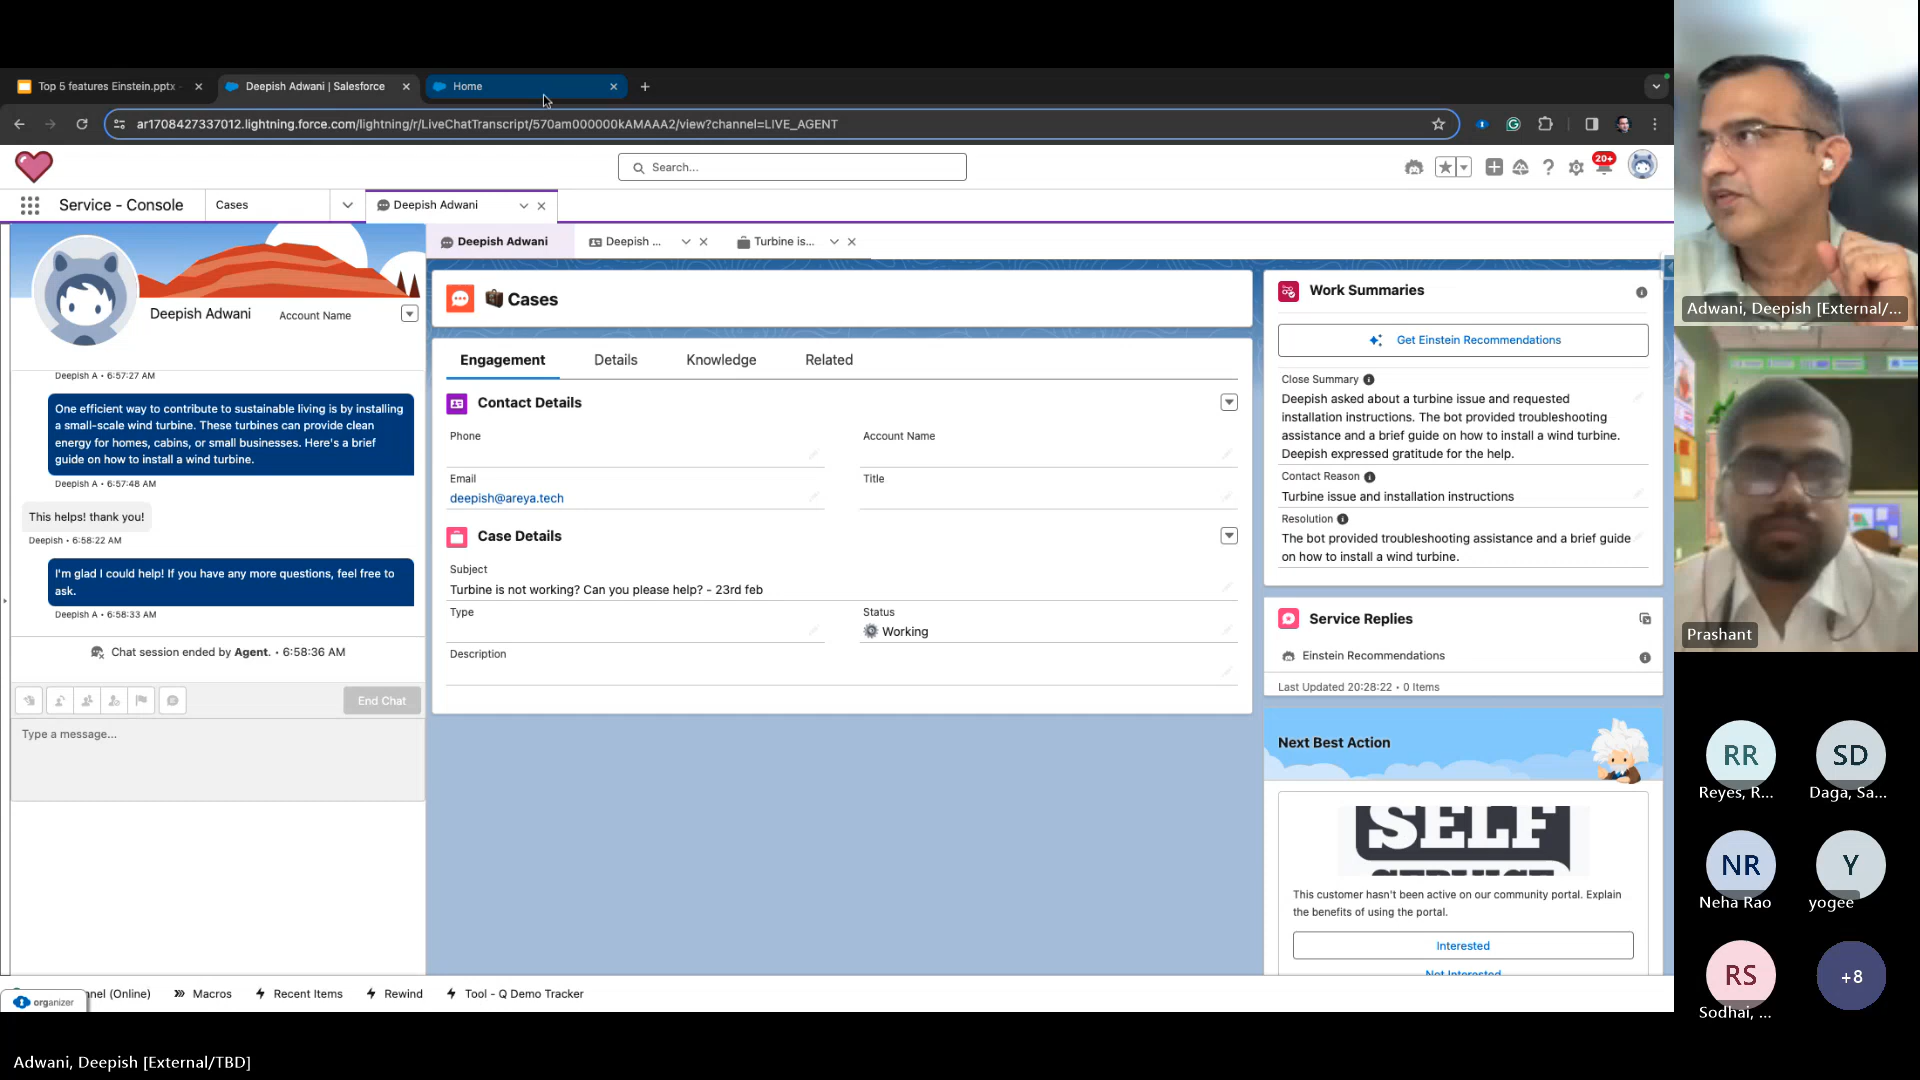 Top 5 features Einstein.pptx
Deepish Adwani | Salesforce
Home
ar1708427337012.lightning.force.com/lightning/r/LiveChatTranscript/570am000000kAMAAA2/view?channel=LIVE_AGENT
Search...
20+
Service - Console
Cases
Deepish Adwani
Deepish Adwani
Deepish ...
Turbine is...
Deepish Adwani
Account Name
Deepish A • 6:57:27 AM
One efficient way to contribute to sustainable living is by installing
a small-scale wind turbine. These turbines can provide clean
energy for homes, cabins, or small businesses. Here's a brief
guide on how to install a wind turbine.
Deepish A • 6:57:48 AM
This helps! thank you!
Deepish • 6:58:22 AM
I'm glad I could help! If you have any more questions, feel free to
ask.
Deepish A • 6:58:33 AM
Chat session ended by Agent. • 6:58:36 AM
End Chat
Type a message...
Cases
Engagement
Details
Knowledge
Related
Contact Details
Phone
Account Name
Email
Title
deepish@areya.tech
Case Details
Subject
Turbine is not working? Can you please help? - 23rd feb
Type
Status
Working
Description
Work Summaries
Get Einstein Recommendations
Close Summary
Deepish asked about a turbine issue and requested
installation instructions. The bot provided troubleshooting
assistance and a brief guide on how to install a wind turbine.
Deepish expressed gratitude for the help.
Contact Reason
Turbine issue and installation instructions
Resolution
The bot provided troubleshooting assistance and a brief guide
on how to install a wind turbine.
Service Replies
Einstein Recommendations
Last Updated 20:28:22 • 0 Items
Next Best Action
SELF
This customer hasn't been active on our community portal. Explain
the benefits of using the portal.
Interested
Not Interested
nel (Online)
Macros
Recent Items
Rewind
Tool - Q Demo Tracker
organizer
Adwani, Deepish [External/TBD]
Adwani, Deepish [External/...
Prashant
RR
Reyes, R...
SD
Daga, Sa...
NR
Neha Rao
Y
yogee
RS
Sodhai, ...
+8